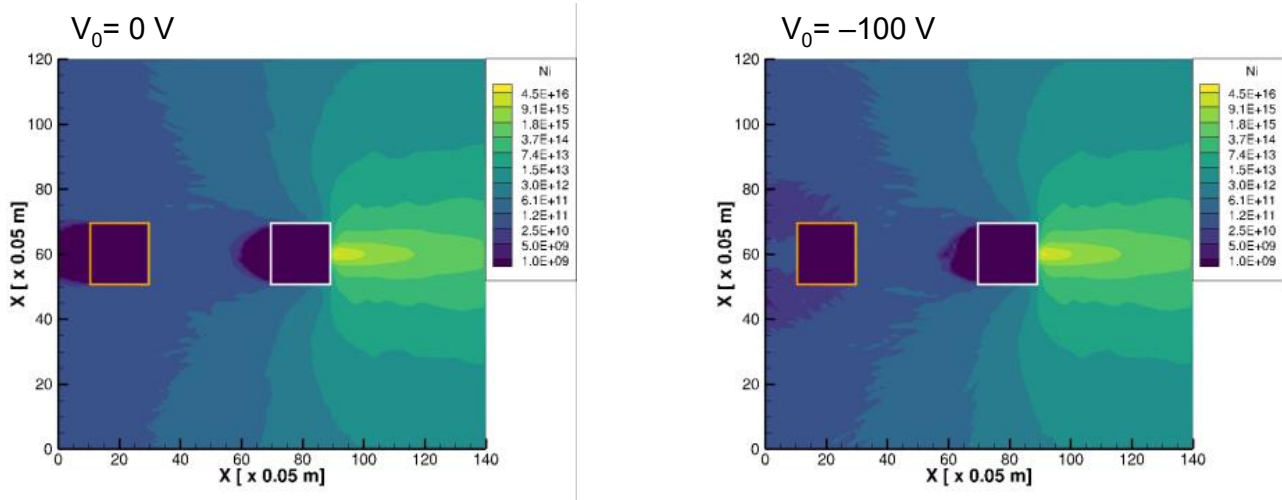 V0= 0 V
120
100
80
60
40
20
0
X [ x 0.05 m]
0 20 40 60 80 100 120 140
X [ x 0.05 m]
Ni
4.5E+16
9.1E+15
1.8E+15
3.7E+14
7.4E+13
1.5E+13
3.0E+12
6.1E+11
1.2E+11
2.5E+10
5.0E+09
1.0E+09
V0= –100 V
120
100
80
60
40
20
0
X [ x 0.05 m]
0 20 40 60 80 100 120 140
X [ x 0.05 m]
Ni
4.5E+16
9.1E+15
1.8E+15
3.7E+14
7.4E+13
1.5E+13
3.0E+12
6.1E+11
1.2E+11
2.5E+10
5.0E+09
1.0E+09